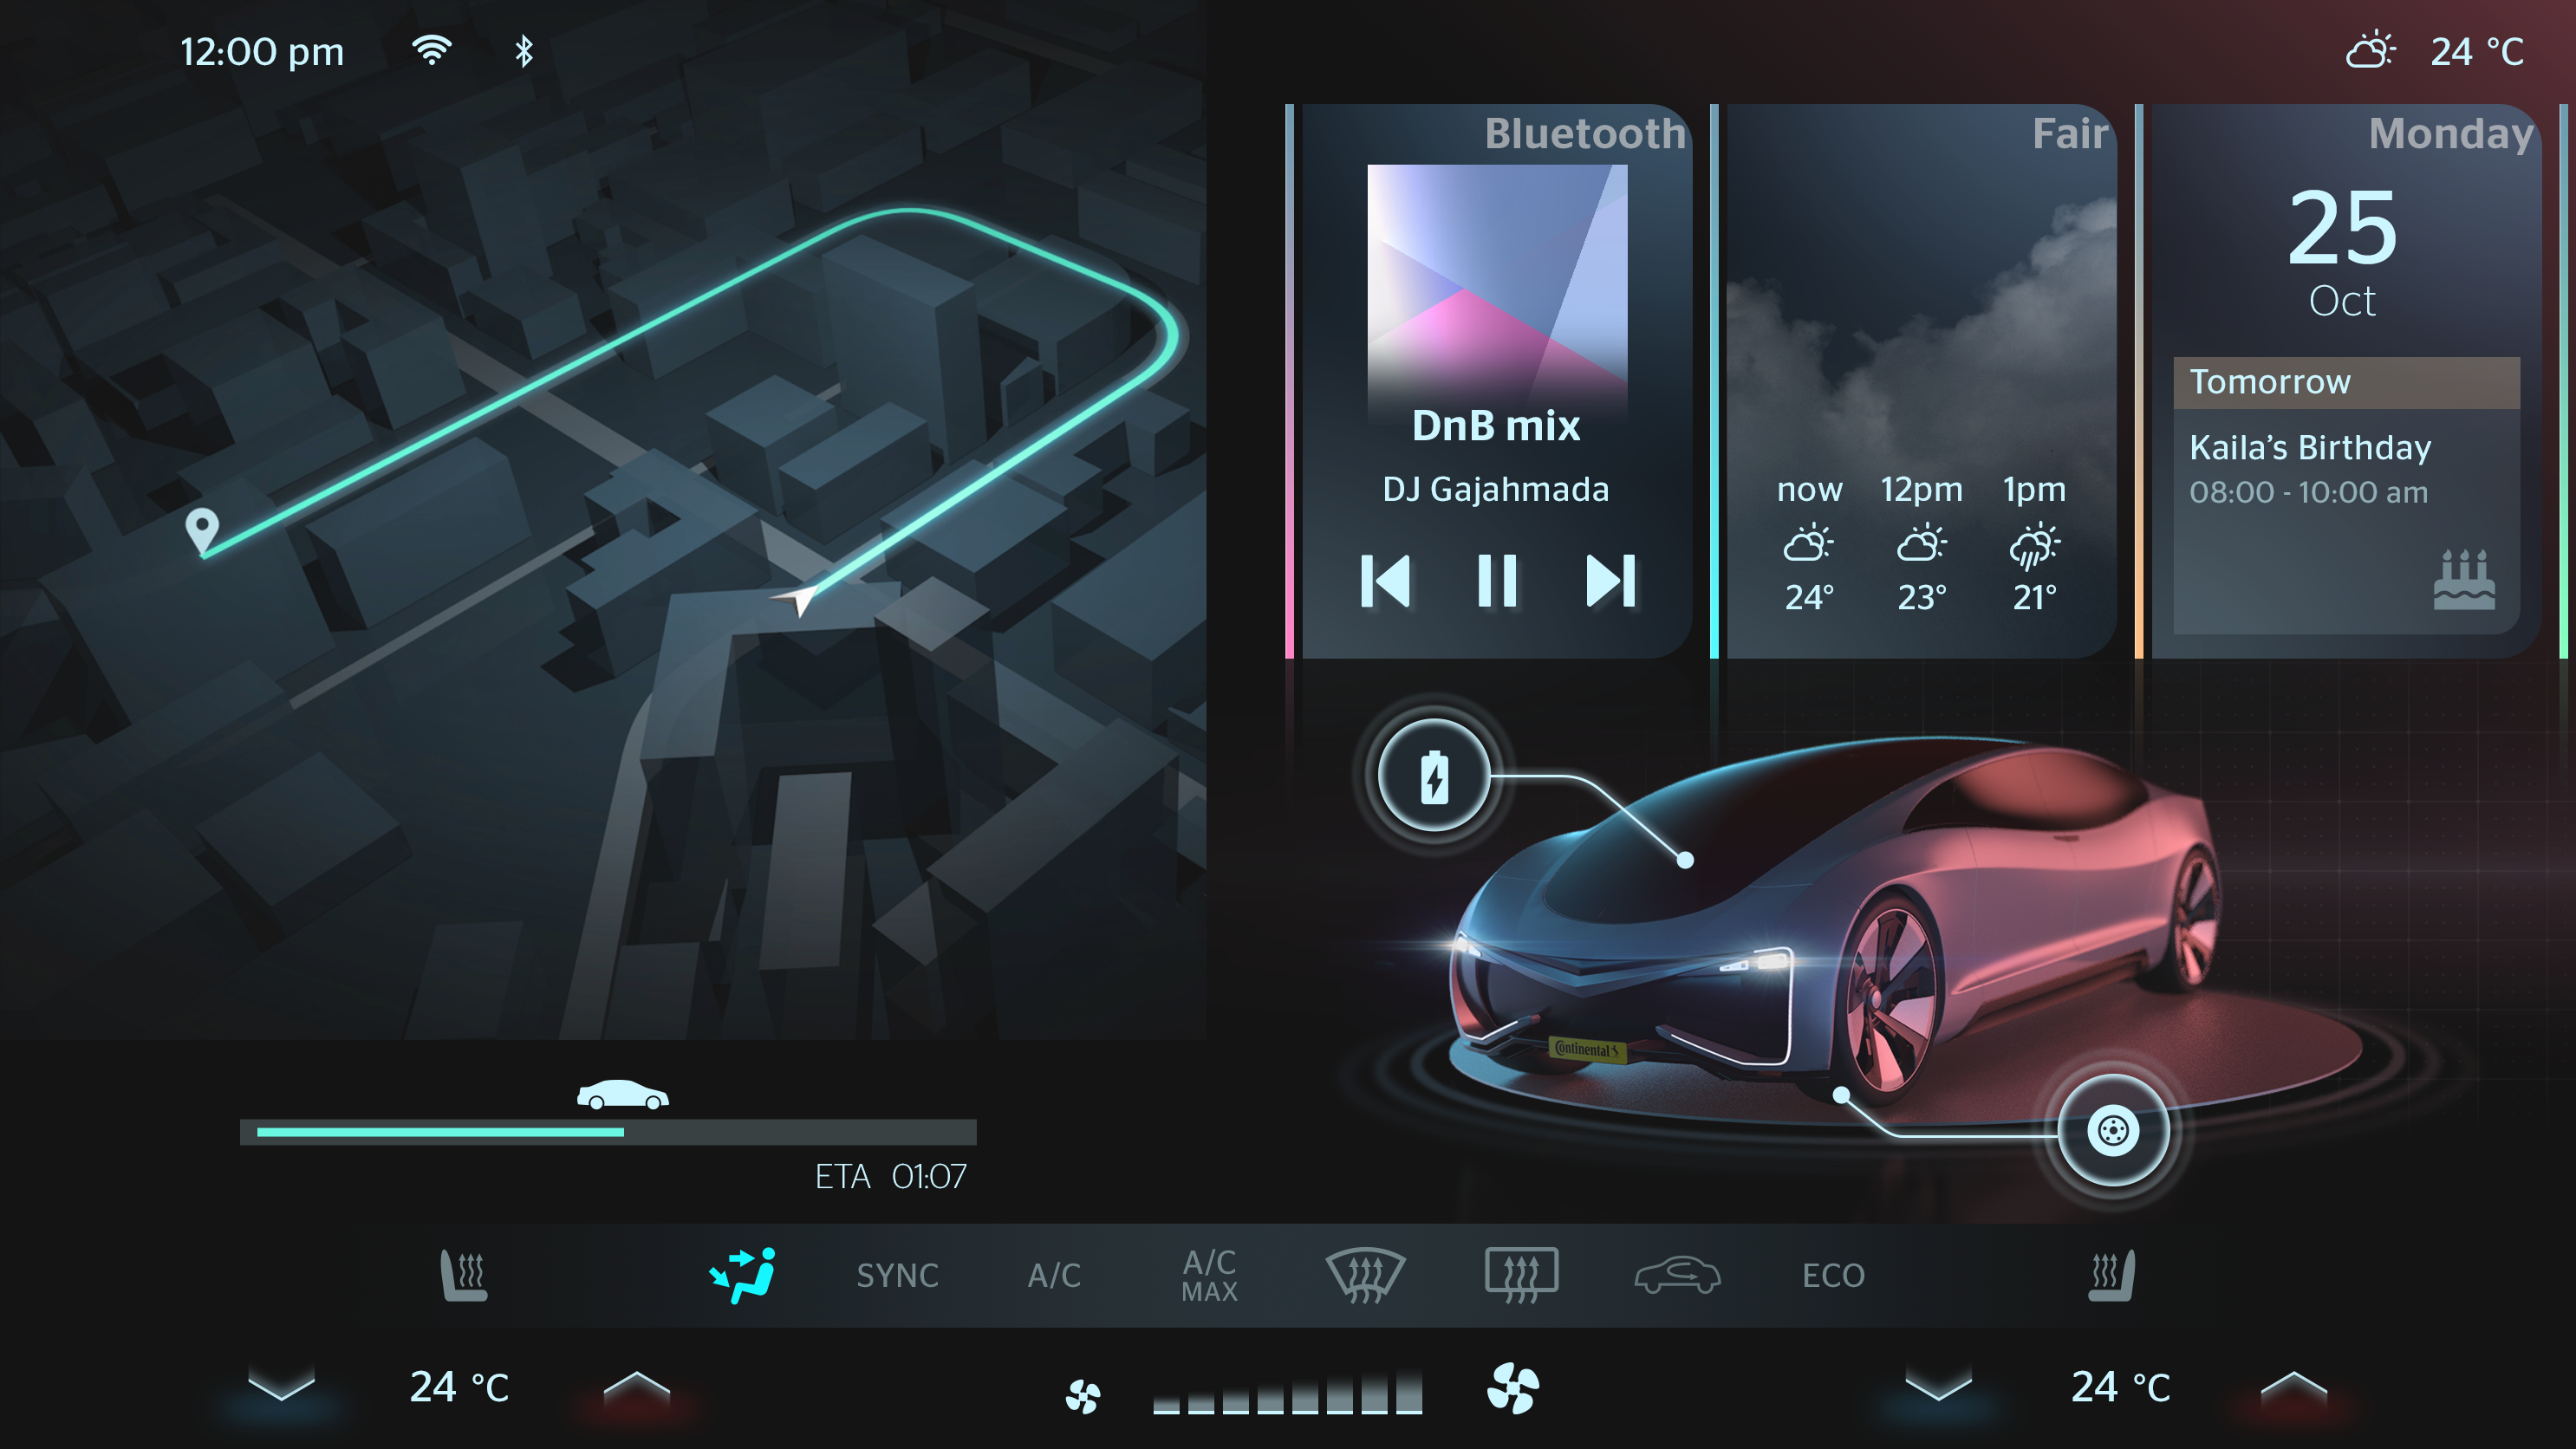 12:00 pm
24 °C
Bluetooth
DnB mix
DJ Gajahmada
Fair
now 12pm 1pm
24° 23° 21°
Monday
25
Oct
Tomorrow
Kaila’s Birthday
08:00 - 10:00 am
Continental
ETA 01:07
SYNC
A/C
A/C
MAX
ECO
24 °C
24 °C